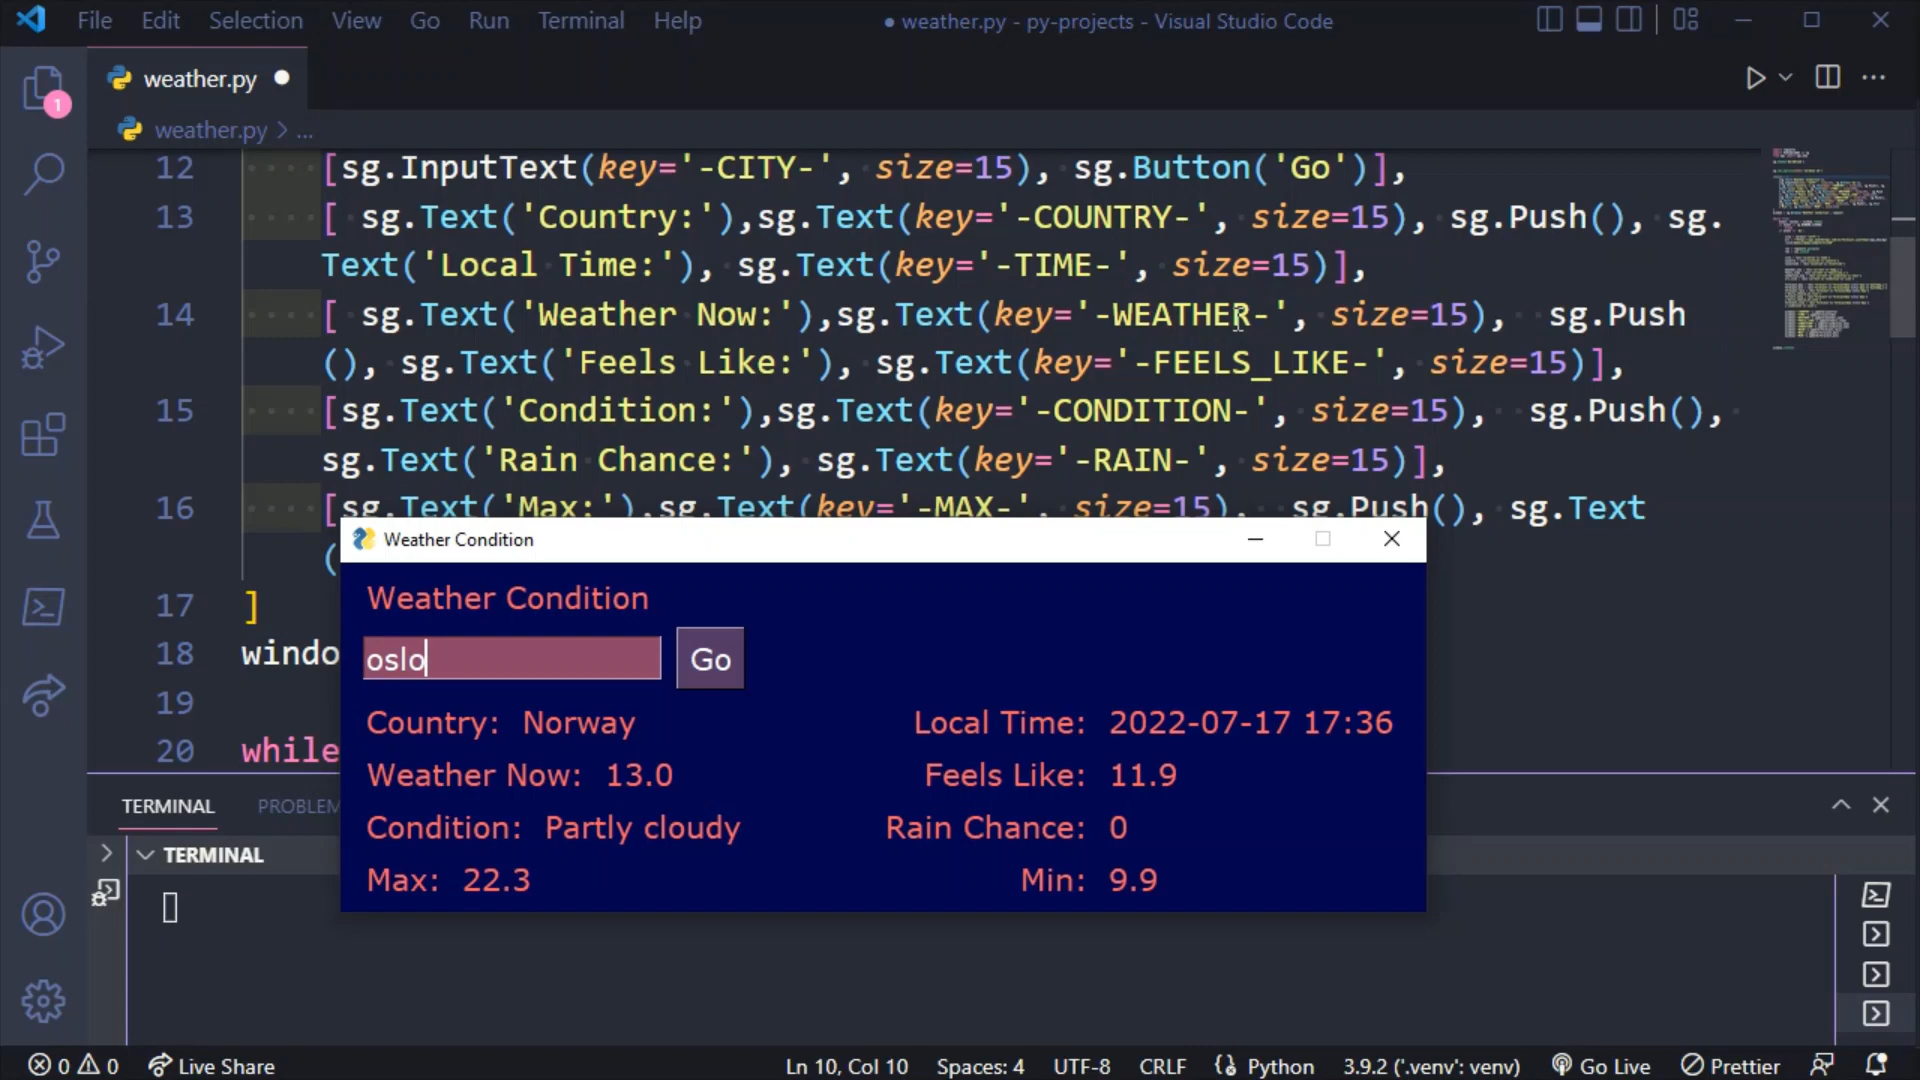 File Edit Selection View Go Run Terminal Help
● weather.py - py-projects - Visual Studio Code
weather.py
1
weather.py > ...
12 [sg.InputText(key='-CITY-', size=15), sg.Button('Go')],
13 [ sg.Text('Country:'),sg.Text(key='-COUNTRY-', size=15), sg.Push(), sg.
Text('Local Time:'), sg.Text(key='-TIME-', size=15)],
14 [ sg.Text('Weather Now:'),sg.Text(key='-WEATHER-', size=15),  sg.Push
(), sg.Text('Feels Like:'), sg.Text(key='-FEELS_LIKE-', size=15)],
15 [sg.Text('Condition:'),sg.Text(key='-CONDITION-', size=15),  sg.Push(),
sg.Text('Rain Chance:'), sg.Text(key='-RAIN-', size=15)],
16 [sg.Text('Max:'),sg.Text(key='-MAX-', size=15),  sg.Push(), sg.Text
(
17 ]
18 windo
19
20 while
Weather Condition
Weather Condition
oslo Go
Country: Norway Local Time: 2022-07-17 17:36
Weather Now: 13.0 Feels Like: 11.9
Condition: Partly cloudy Rain Chance: 0
Max: 22.3 Min: 9.9
TERMINAL PROBLEM
TERMINAL
0 0 Live Share Ln 10, Col 10 Spaces: 4 UTF-8 CRLF Python 3.9.2 ('.venv': venv) Go Live Prettier